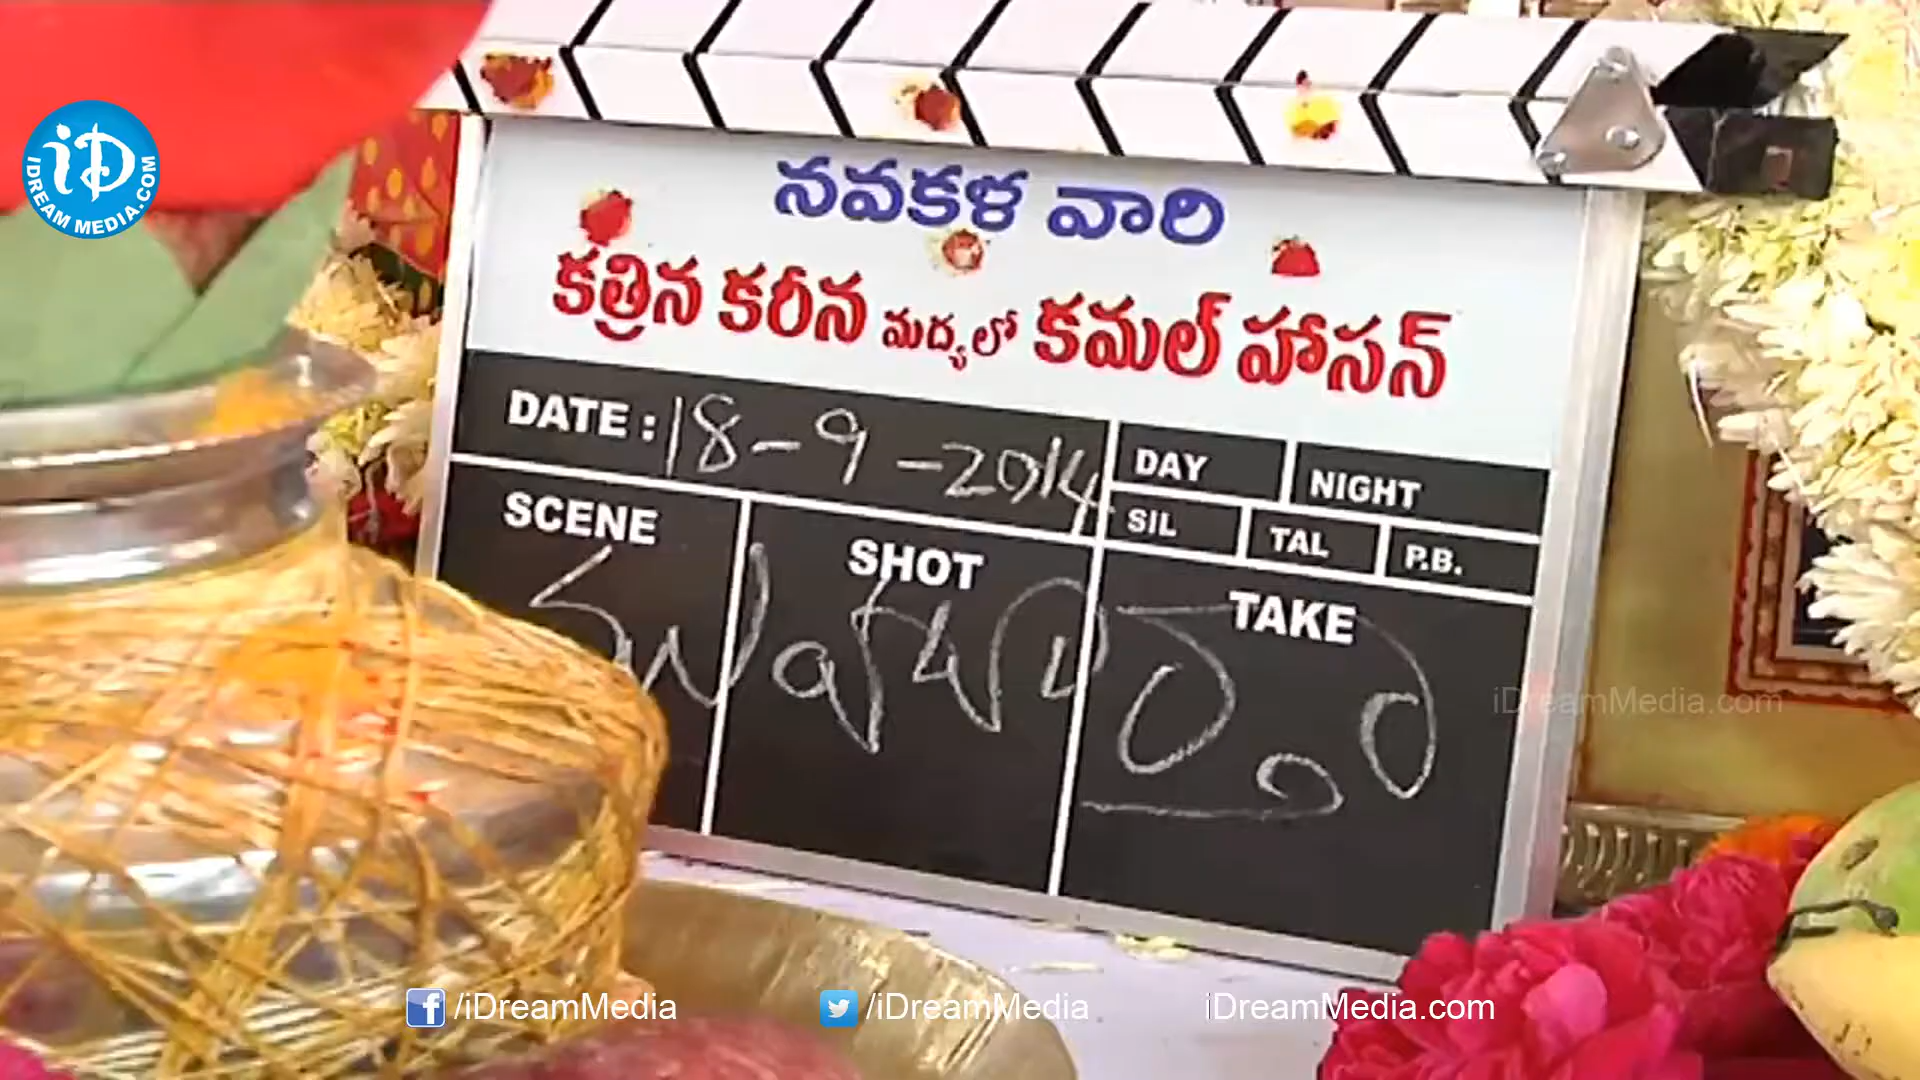 iD
iDREAM MEDIA.COM
నవకళ వారి
కత్రిన కరీన మద్యలో కమల్ హాసన్
DATE : 18-9-2014
DAY
NIGHT
SIL
TAL
P.B.
SCENE
SHOT
TAKE
ముహూర్తం
iDreamMedia.com
/iDreamMedia
/iDreamMedia
iDreamMedia.com